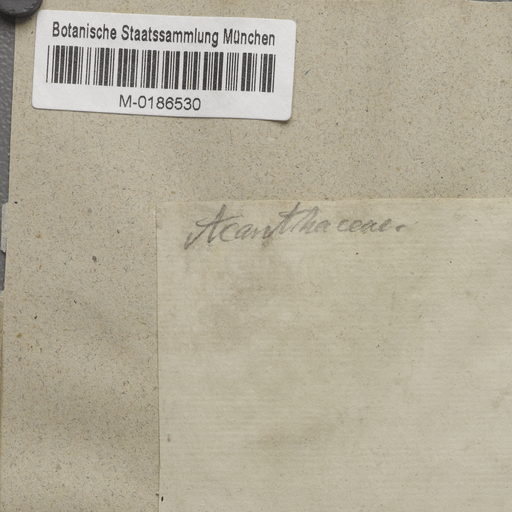 Botanische Staatssammlung München
M-0186530
Acanthaceae.